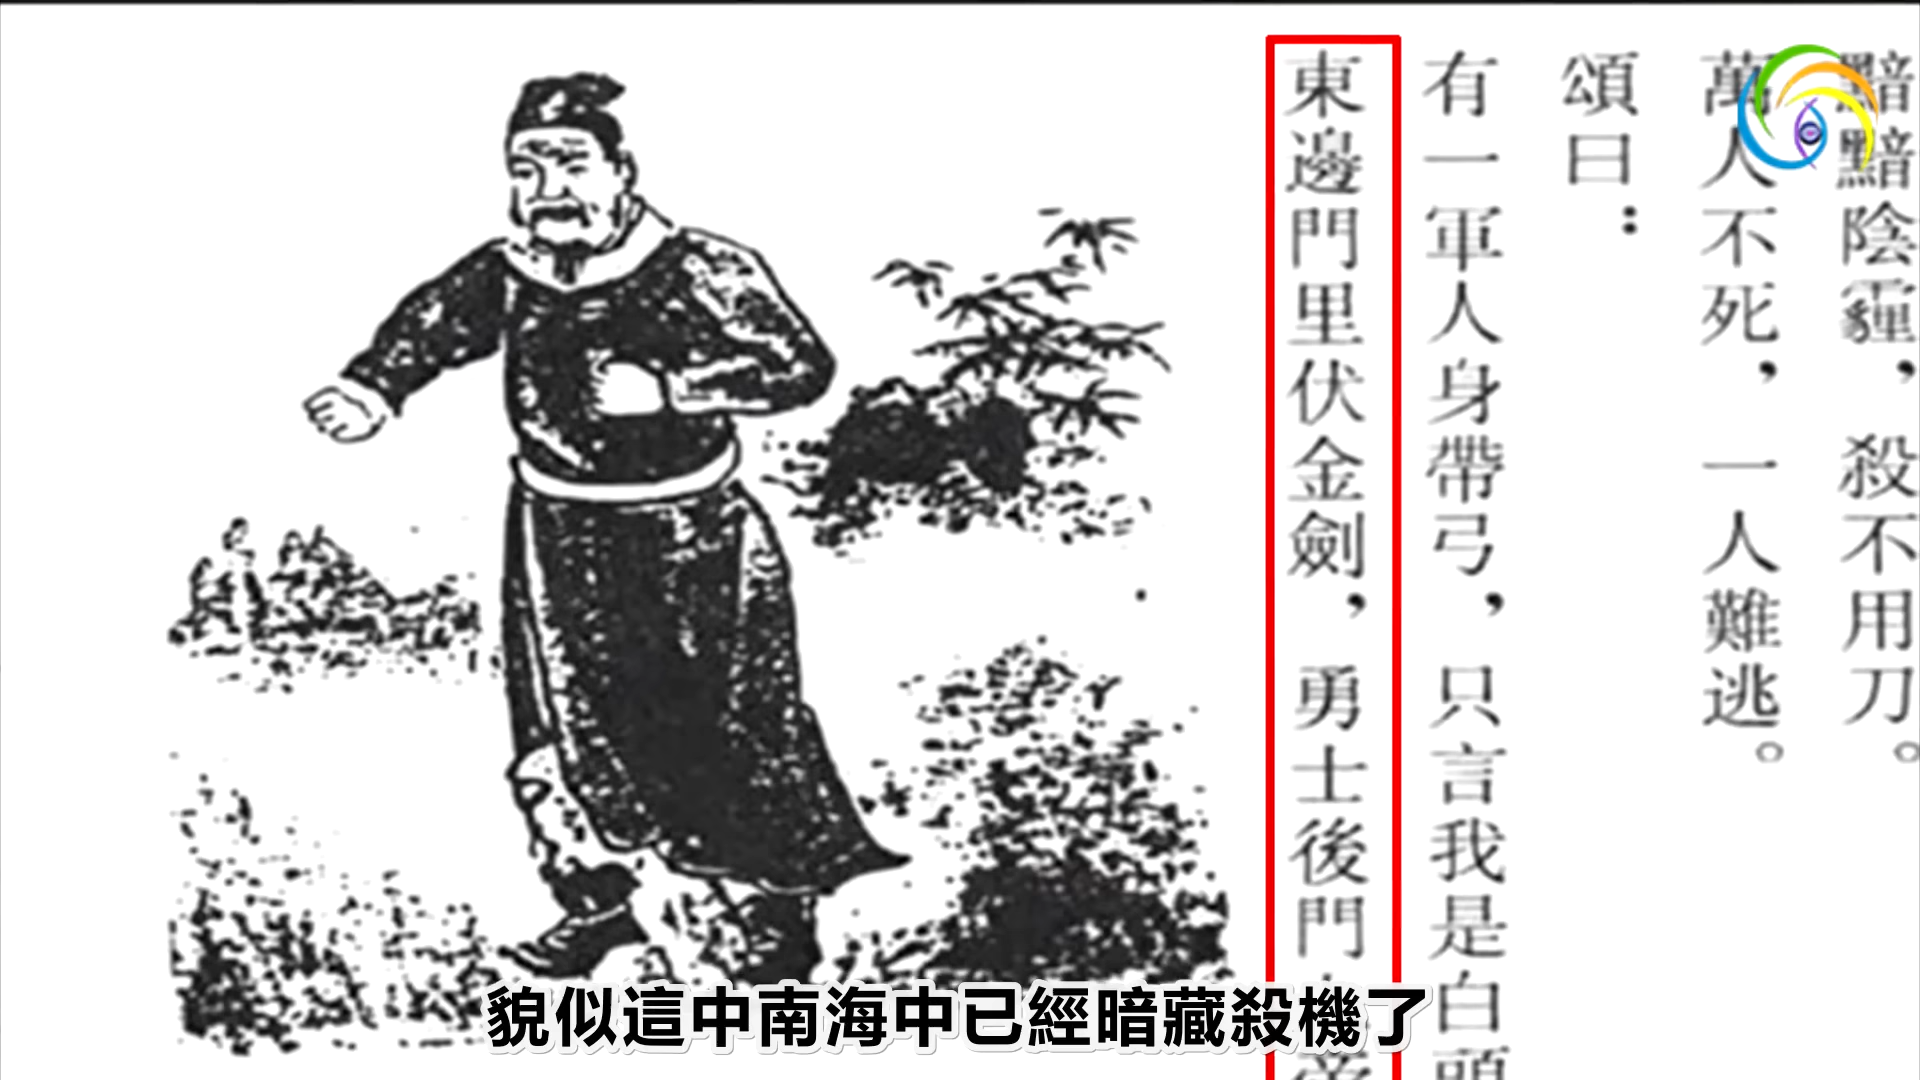 黯黯陰霾，殺不用刀。
萬人不死，一人難逃。
頌曰：
有一軍人身帶弓，只言我是白頭
東邊門里伏金劍，勇士後門
貌似這中南海中已經暗藏殺機了